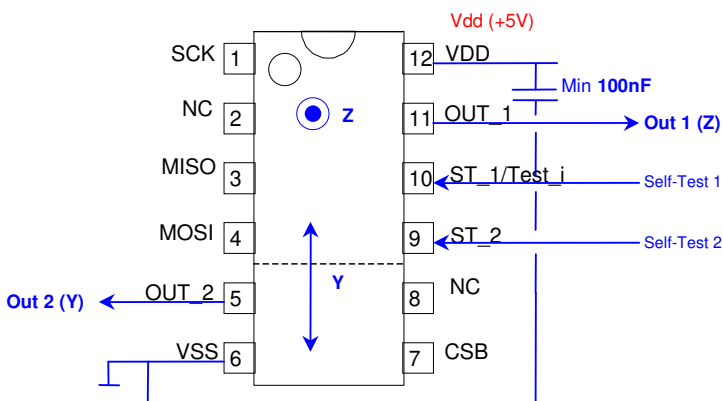 Vdd (+5V)
SCK 1 12 VDD
Min 100nF
NC 2 Z 11 OUT_1 Out 1 (Z)
MISO 3 10 ST_1/Test_i Self-Test 1
MOSI 4 9 ST_2 Self-Test 2
Out 2 (Y) OUT_2 5 Y 8 NC
VSS 6 7 CSB